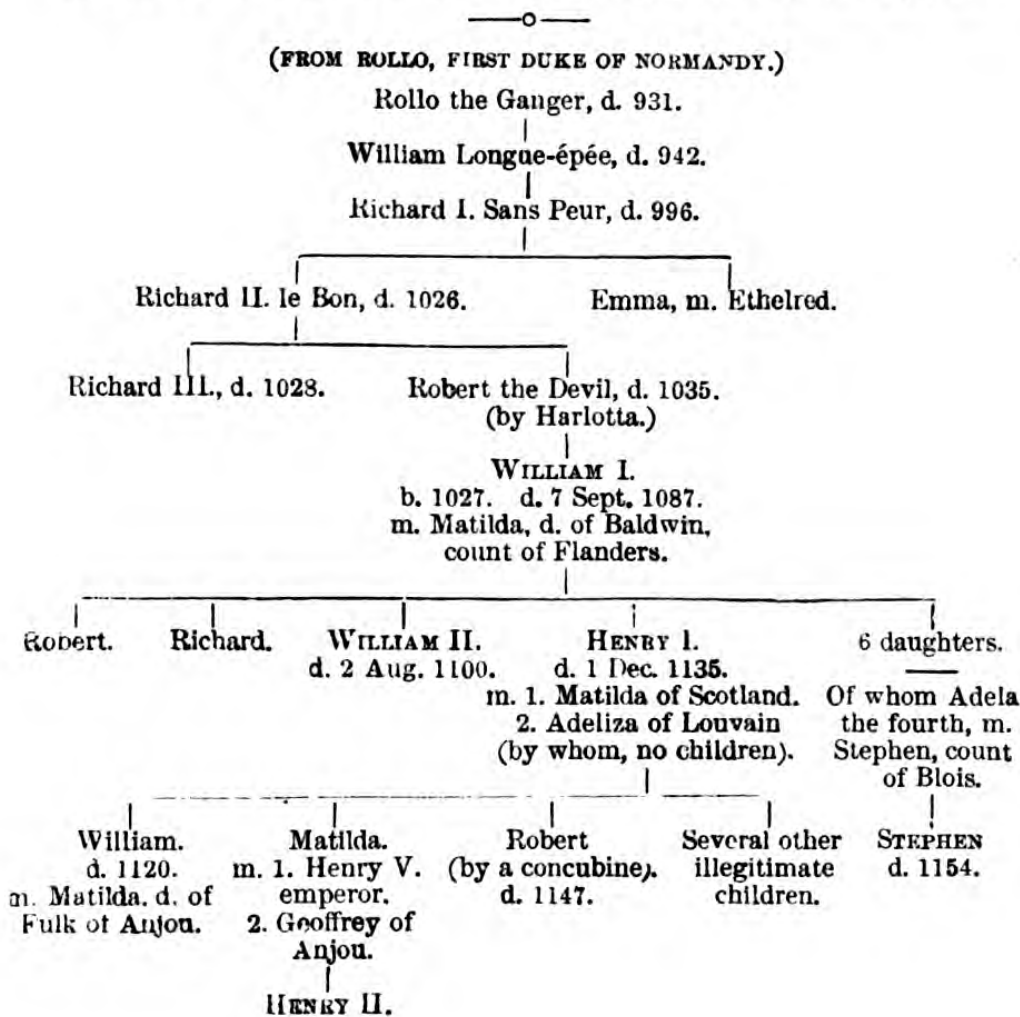 (FROM ROLLO, FIRST DUKE OF NORMANDY.)
Rollo the Ganger, d. 931.
William Longue-épée, d. 942.
Richard I. Sans Peur, d. 996.
Richard II. le Bon, d. 1026. Emma, m. Ethelred.
Richard III., d. 1028. Robert the Devil, d. 1035.
(by Harlotta.)
WILLIAM I.
b. 1027. d. 7 Sept. 1087.
m. Matilda, d. of Baldwin,
count of Flanders.
Robert. Richard. WILLIAM II. HENRY I. 6 daughters.
d. 2 Aug. 1100. d. 1 Dec. 1135.
m. 1. Matilda of Scotland. Of whom Adela
2. Adeliza of Louvain the fourth, m.
(by whom, no children). Stephen, count
of Blois.
William. Matilda. Robert Several other STEPHEN
d. 1120. m. 1. Henry V. (by a concubine). illegitimate d. 1154.
m. Matilda. d. of emperor. d. 1147. children.
Fulk of Anjou. 2. Geoffrey of
Anjou.
HENRY II.